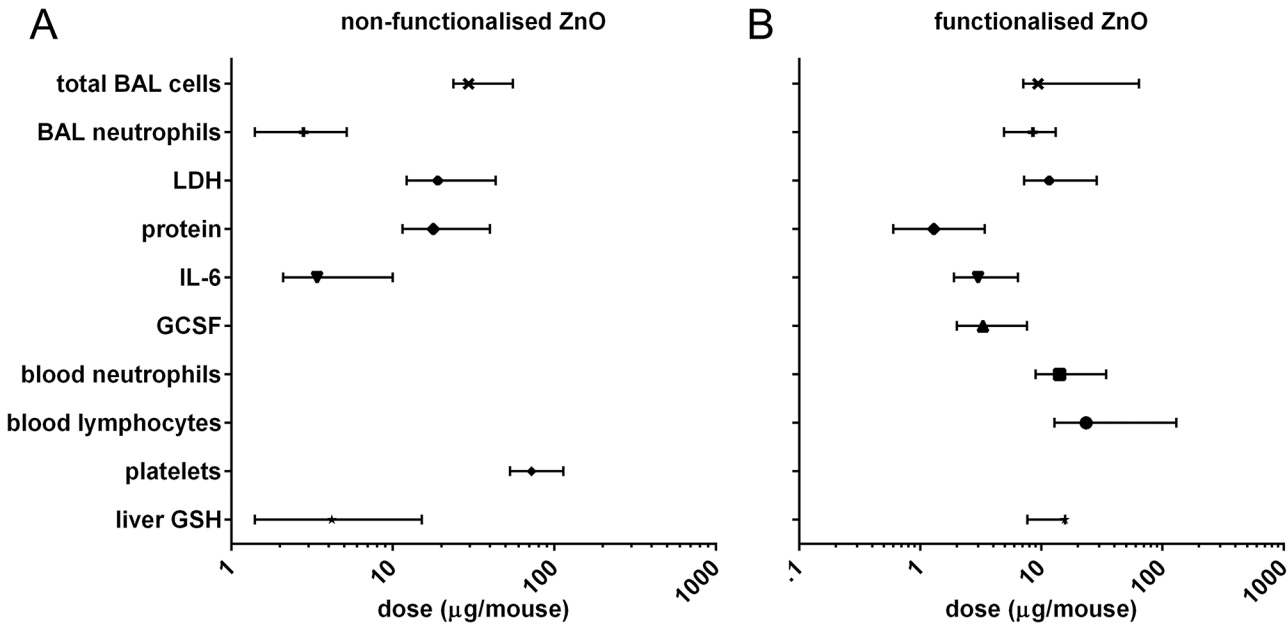 A
non-functionalised ZnO
B
functionalised ZnO
total BAL cells
BAL neutrophils
LDH
protein
IL-6
GCSF
blood neutrophils
blood lymphocytes
platelets
liver GSH
1 10 100 1000
dose (μg/mouse)
.1 1 10 100 1000
dose (μg/mouse)